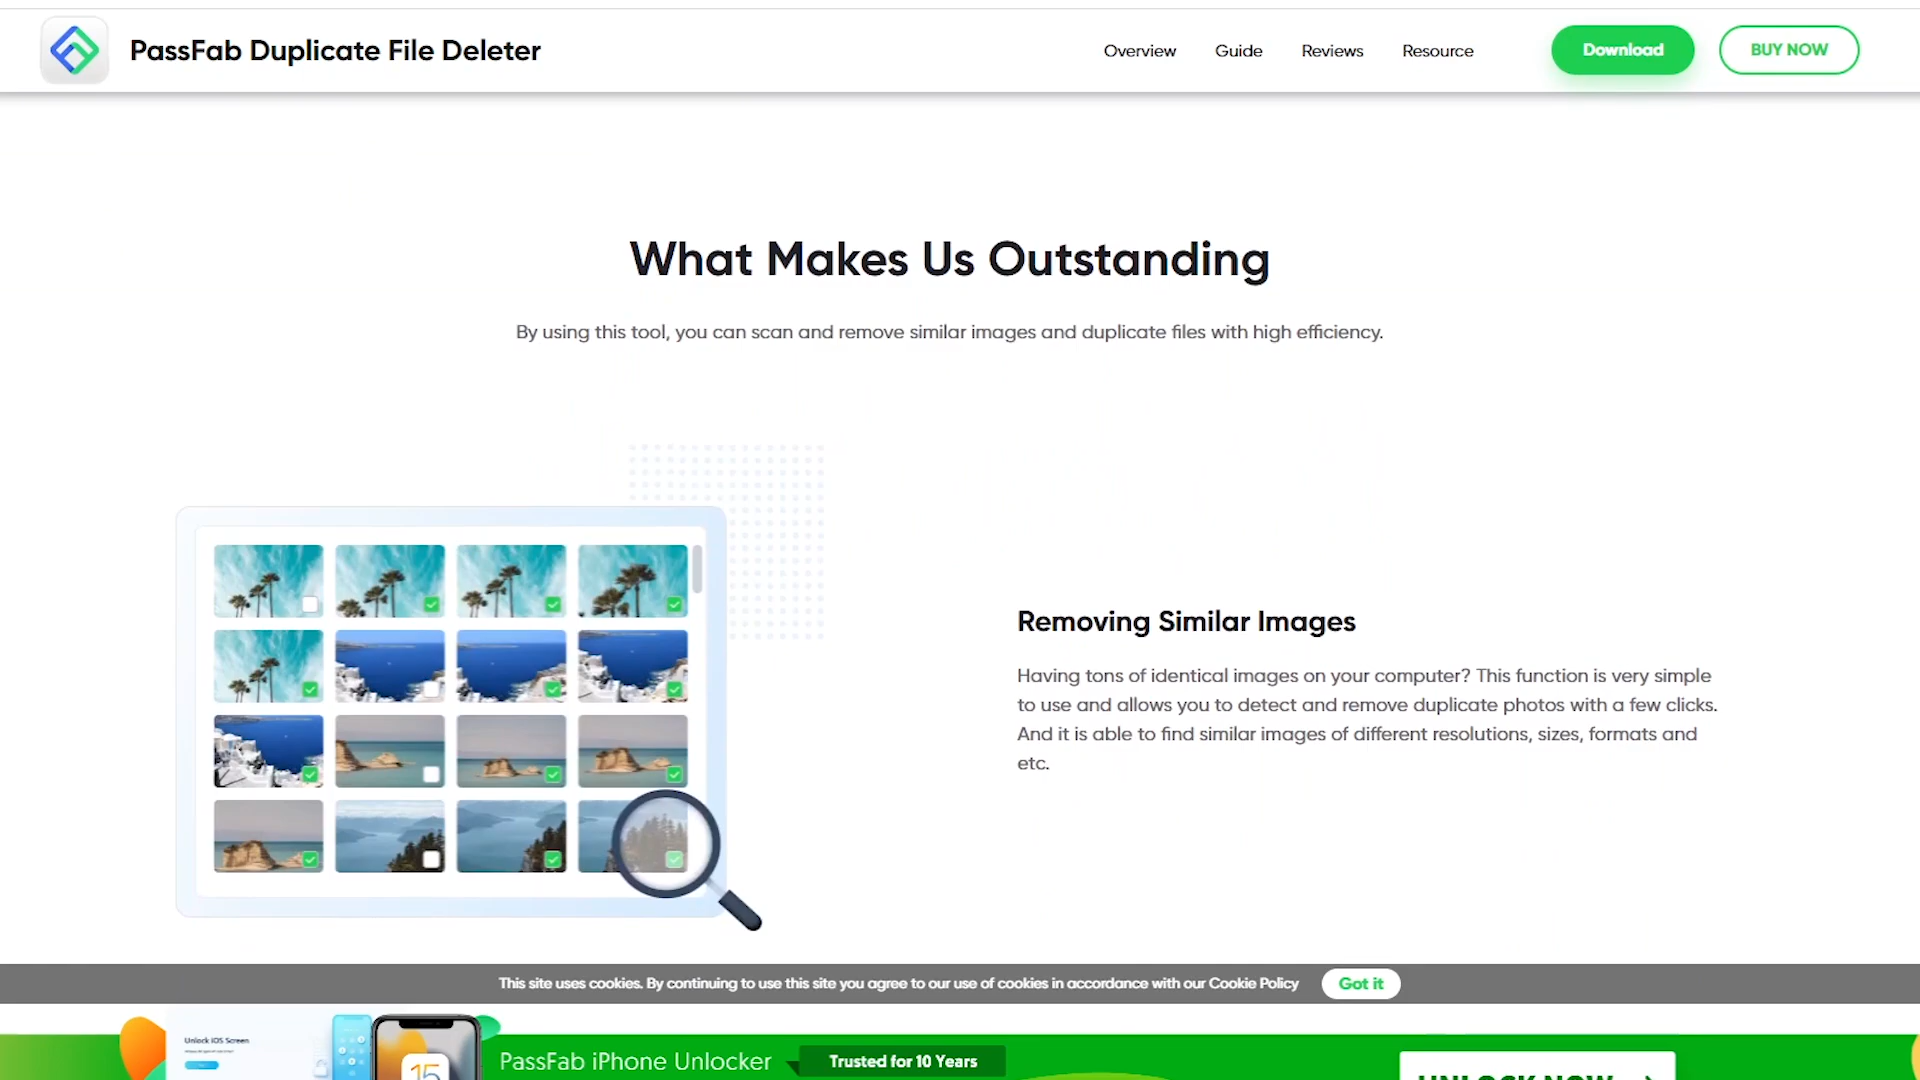 PassFab Duplicate File Deleter
Overview
Guide
Reviews
Resource
Download
BUY NOW
What Makes Us Outstanding
By using this tool, you can scan and remove similar images and duplicate files with high efficiency.
Removing Similar Images
Having tons of identical images on your computer? This function is very simple
to use and allows you to detect and remove duplicate photos with a few clicks.
And it is able to find similar images of different resolutions, sizes, formats and
etc.
This site uses cookies. By continuing to use this site you agree to our use of cookies in accordance with our Cookie Policy
Got it
Unlock iOS Screen
15
PassFab iPhone Unlocker
Trusted for 10 Years
UNLOCK NOW